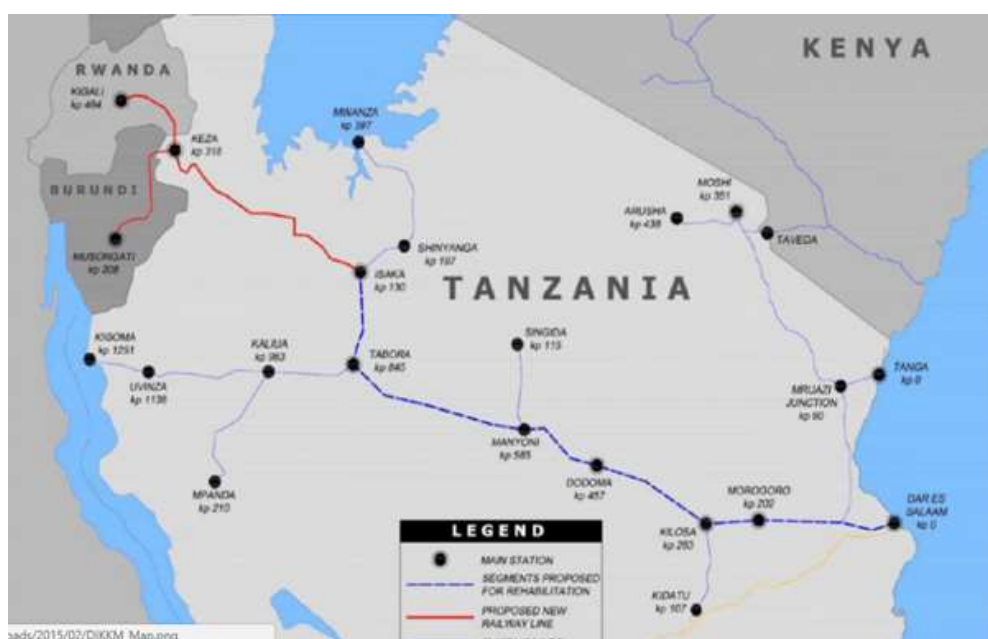 KENYA
RWANDA
KIGALI
kp 494
MWANZA
kp 397
KEZA
kp 318
BURUNDI
MOSHI
kp 351
ARUSHA
kp 438
TAVEDA
MUSONGATI
kp 208
SHINYANGA
kp 197
ISAKA
kp 130
TANZANIA
SINGIDA
kp 115
KIGOMA
kp 1251
KALIUA
kp 963
TABORA
kp 840
TANGA
kp 0
UVINZA
kp 1138
MRUAZI
JUNCTION
kp 90
MANYONI
kp 585
DODOMA
kp 457
MPANDA
kp 210
MOROGORO
kp 202
DAR ES
SALAAM
kp 0
KILOSA
kp 283
LEGEND
MAIN STATION
SEGMENTS PROPOSED
FOR REHABILITATION
KIDATU
kp 107
PROPOSED NEW
RAILWAY LINE
oads/2015/02/DIKKM_Map.png